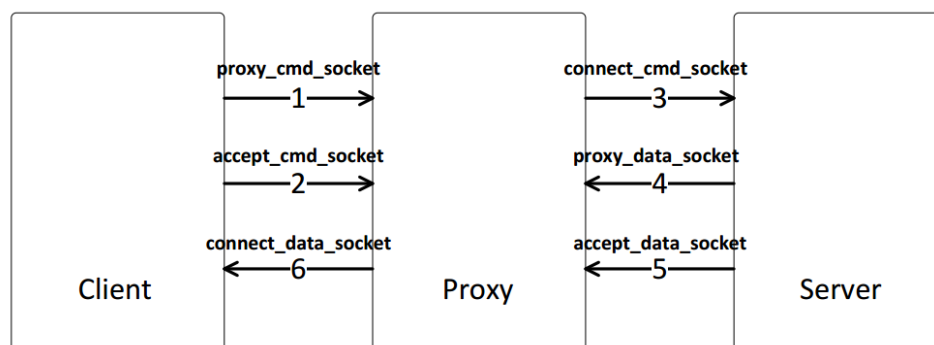 proxy_cmd_socket
1
connect_cmd_socket
3
accept_cmd_socket
2
proxy_data_socket
4
connect_data_socket
6
accept_data_socket
5
Client
Proxy
Server